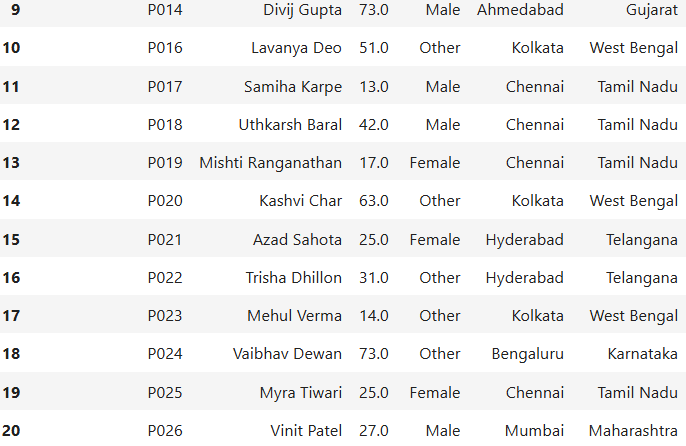 9 P014 Divij Gupta 73.0 Male Ahmedabad Gujarat
10 P016 Lavanya Deo 51.0 Other Kolkata West Bengal
11 P017 Samiha Karpe 13.0 Male Chennai Tamil Nadu
12 P018 Uthkarsh Baral 42.0 Male Chennai Tamil Nadu
13 P019 Mishti Ranganathan 17.0 Female Chennai Tamil Nadu
14 P020 Kashvi Char 63.0 Other Kolkata West Bengal
15 P021 Azad Sahota 25.0 Female Hyderabad Telangana
16 P022 Trisha Dhillon 31.0 Other Hyderabad Telangana
17 P023 Mehul Verma 14.0 Other Kolkata West Bengal
18 P024 Vaibhav Dewan 73.0 Other Bengaluru Karnataka
19 P025 Myra Tiwari 25.0 Female Chennai Tamil Nadu
20 P026 Vinit Patel 27.0 Male Mumbai Maharashtra